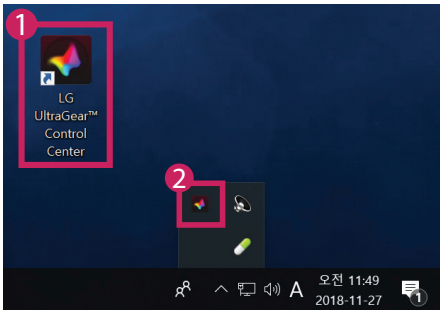 1
LG
UltraGear™
Control
Center
2
A
오전 11:49
2018-11-27
1